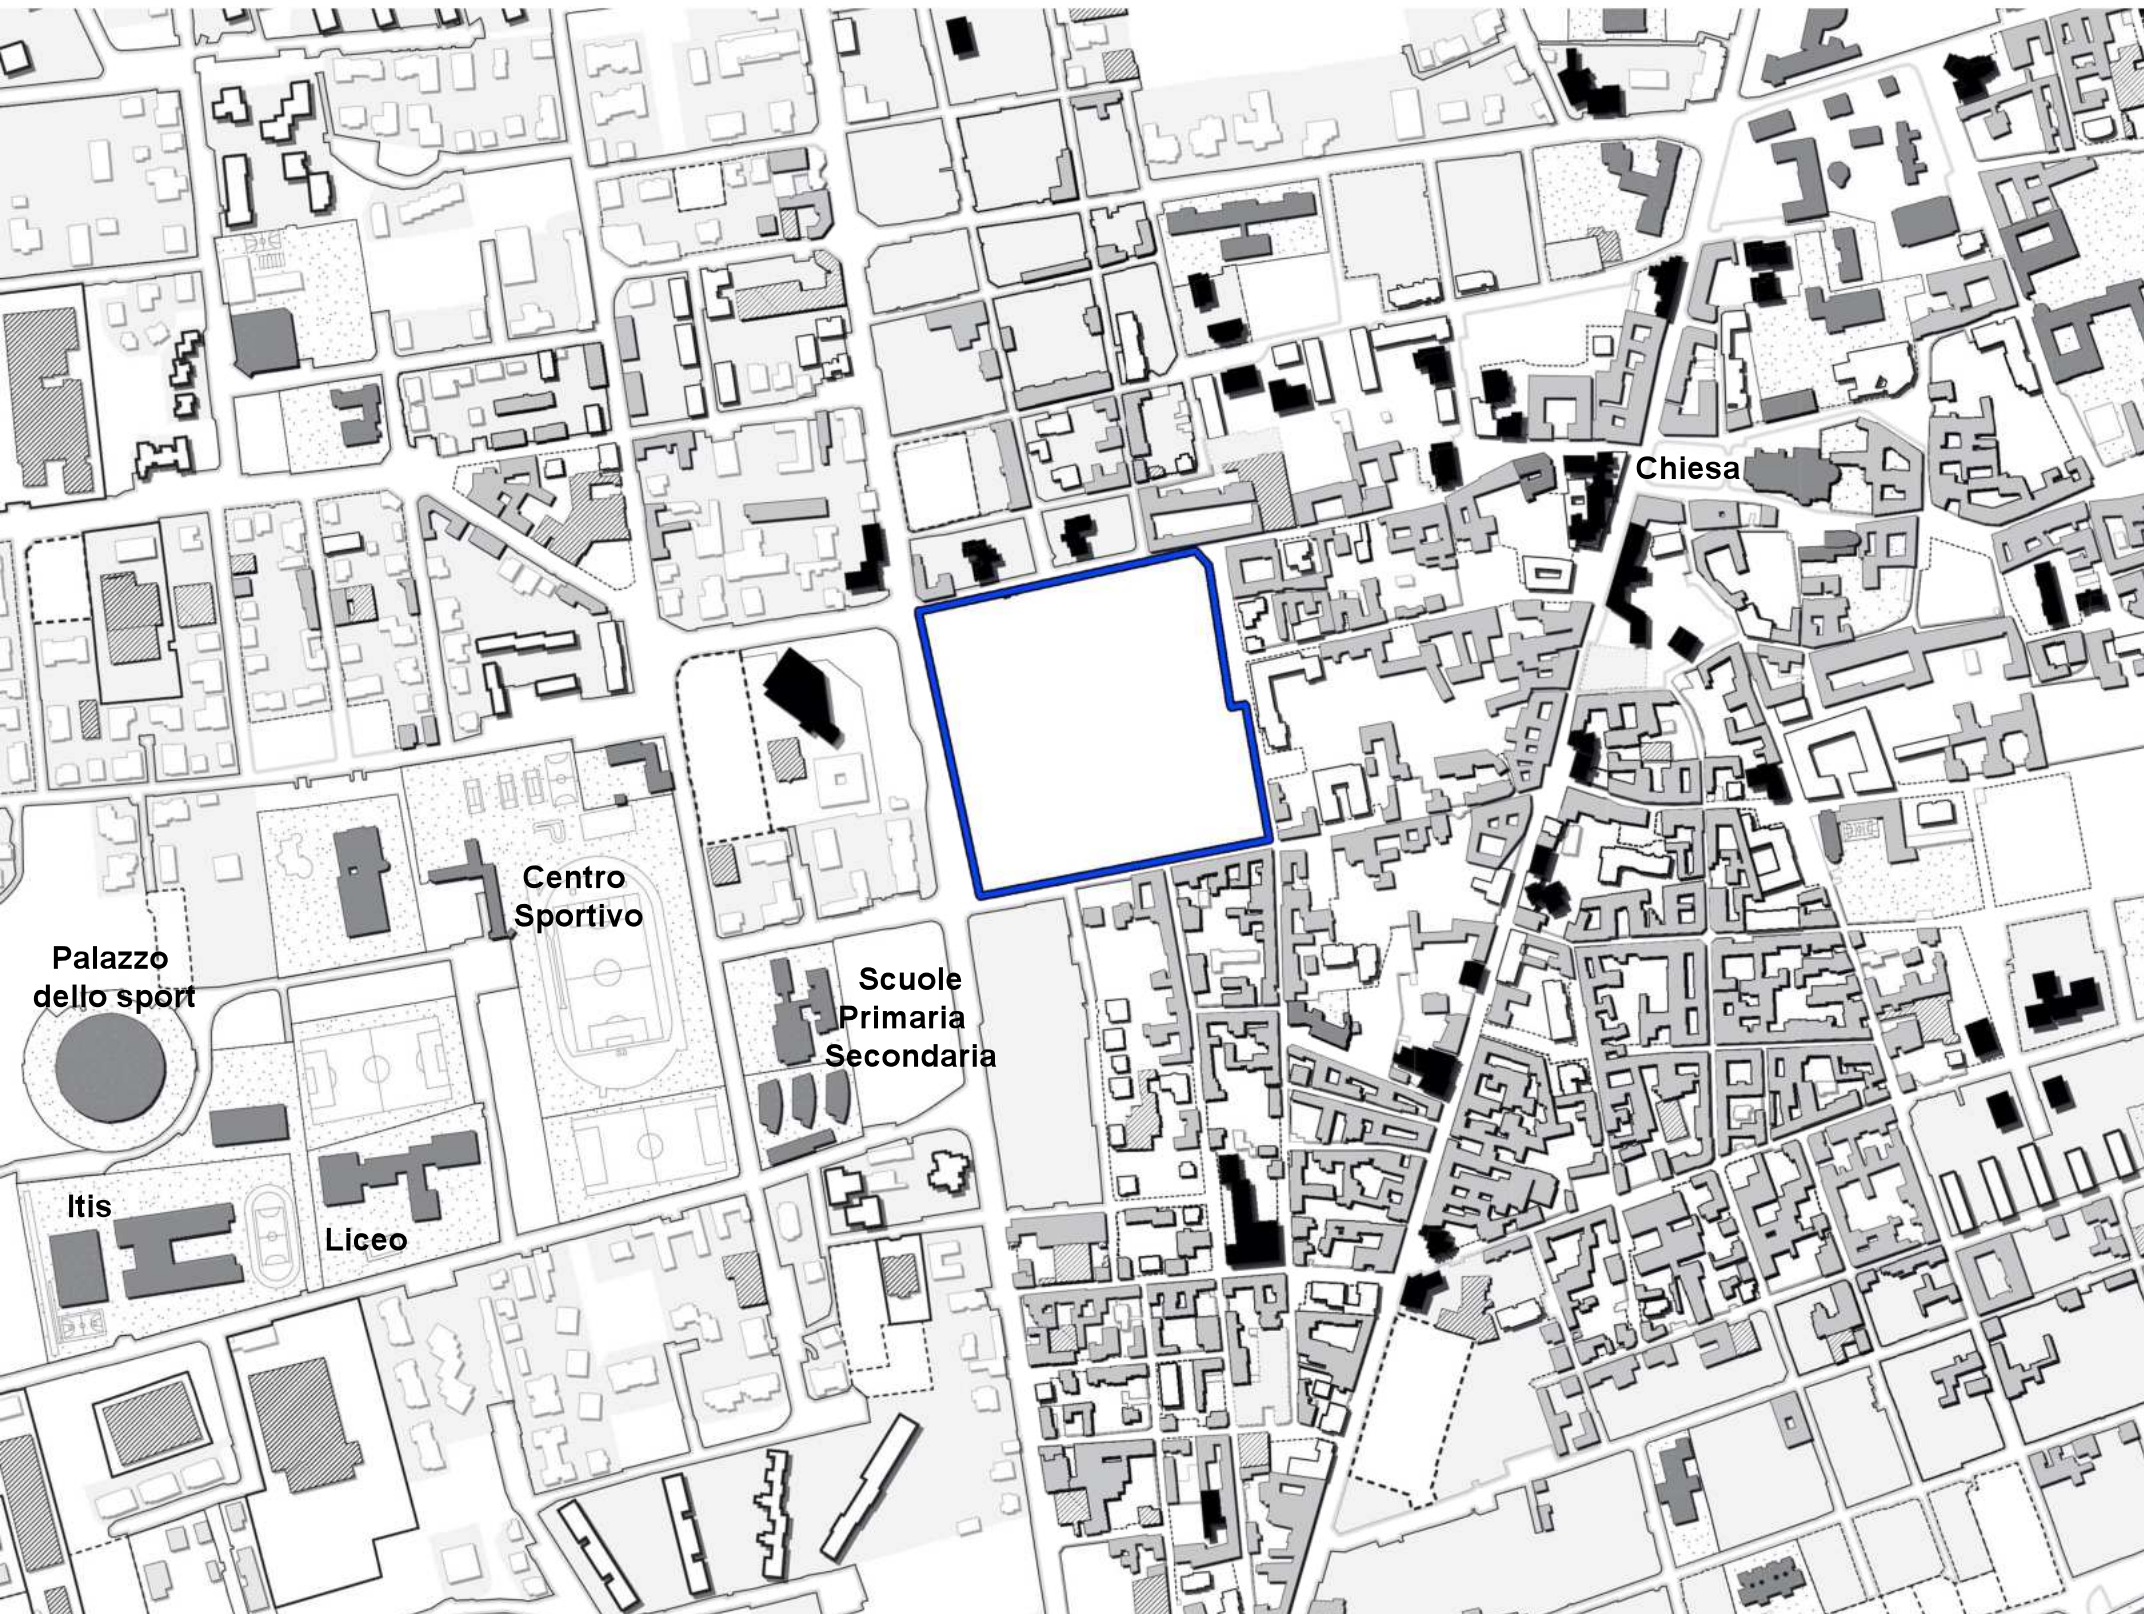 Chiesa
Centro
Sportivo
Palazzo
dello sport
Scuole
Primaria
Secondaria
Itis
Liceo